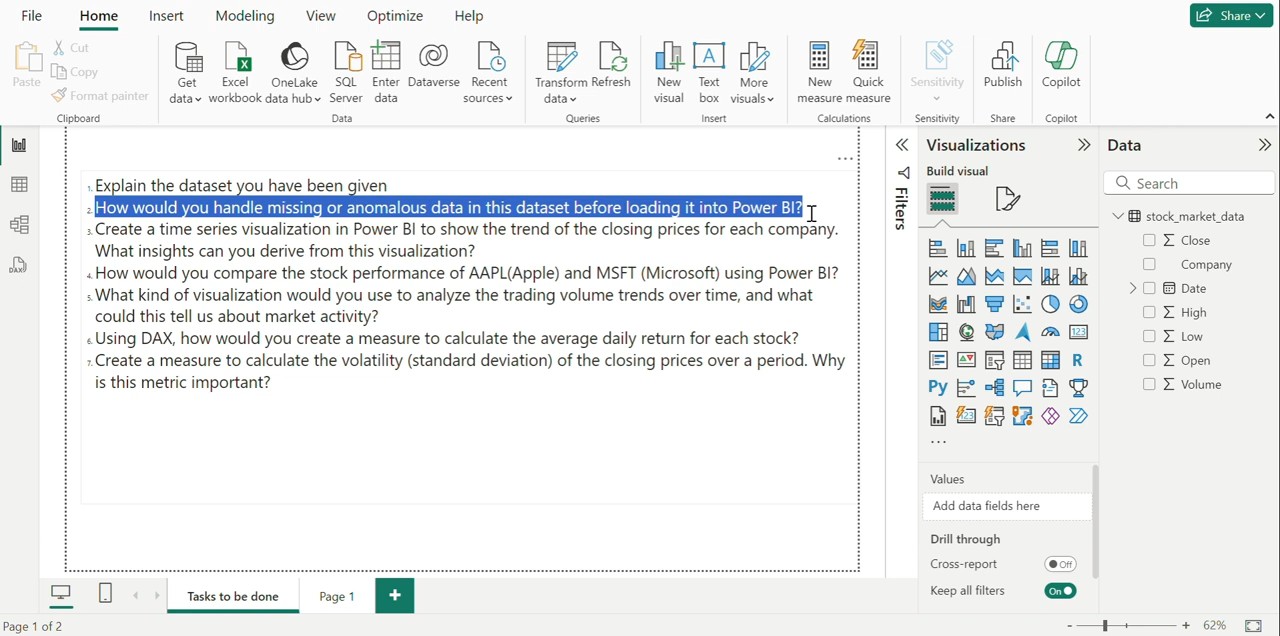 File Home Insert Modeling View Optimize Help Share
Cut
Copy
Format painter
Paste
Get data
Excel workbook
OneLake data hub
SQL Server
Enter data
Dataverse
Recent sources
Transform data
Refresh
New visual
Text box
More visuals
New measure
Quick measure
Sensitivity
Publish
Copilot
Clipboard Data Queries Insert Calculations Sensitivity Share Copilot
1. Explain the dataset you have been given
2. How would you handle missing or anomalous data in this dataset before loading it into Power BI?
3. Create a time series visualization in Power BI to show the trend of the closing prices for each company.
What insights can you derive from this visualization?
4. How would you compare the stock performance of AAPL(Apple) and MSFT (Microsoft) using Power BI?
5. What kind of visualization would you use to analyze the trading volume trends over time, and what
could this tell us about market activity?
6. Using DAX, how would you create a measure to calculate the average daily return for each stock?
7. Create a measure to calculate the volatility (standard deviation) of the closing prices over a period. Why
is this metric important?
Filters
Visualizations
Build visual
123
R
Py
123
Values
Add data fields here
Drill through
Cross-report Off
Keep all filters On
Data
Search
stock_market_data
Close
Company
Date
High
Low
Open
Volume
DAX
Tasks to be done Page 1
Page 1 of 2
- + 62%